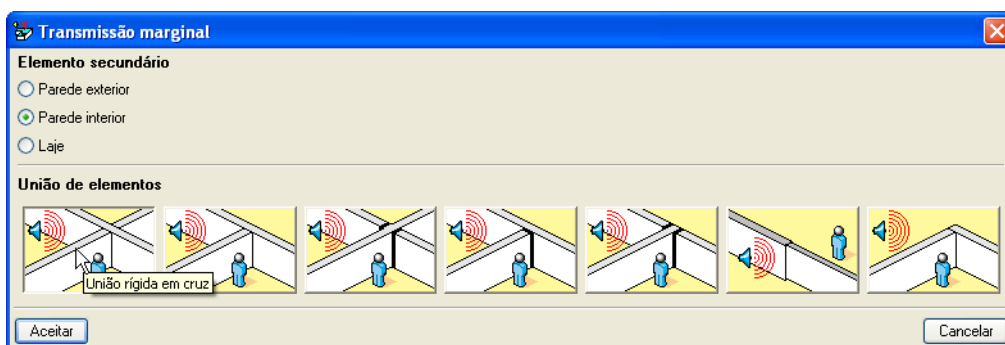 Transmissão marginal
Elemento secundário
Parede exterior
Parede interior
Laje
União de elementos
União rígida em cruz
Aceitar
Cancelar